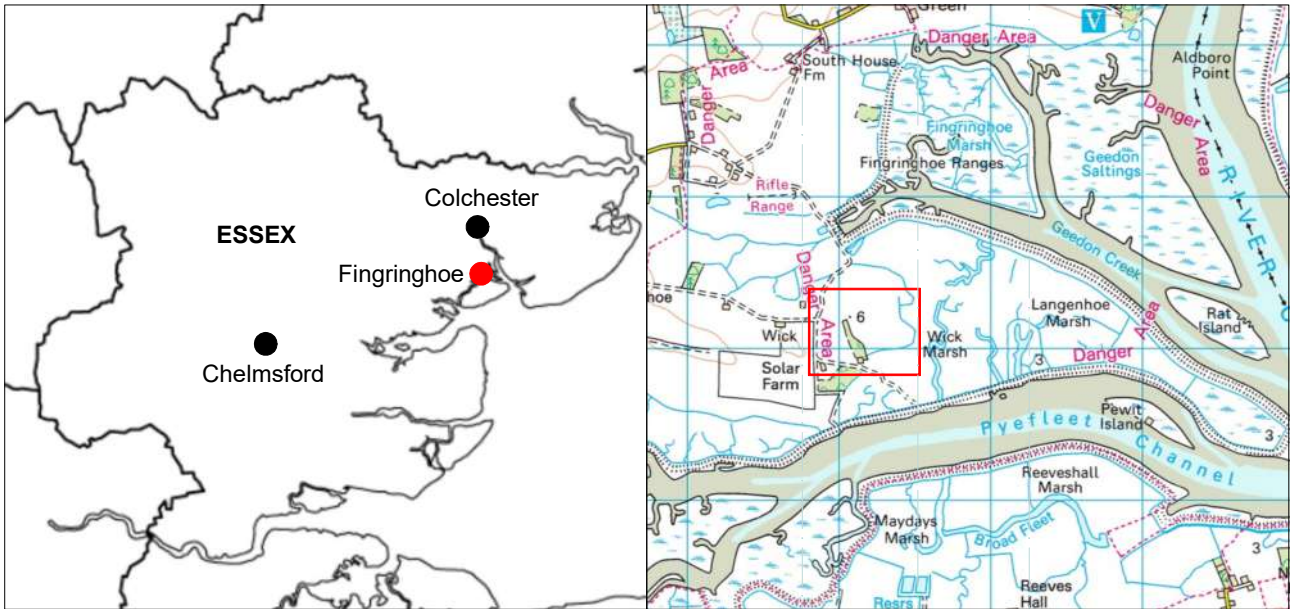 Colchester
ESSEX
Fingringhoe
Chelmsford
Green
V
Danger Area
Aldboro
Point
South House
Fm
Danger Area
Danger
Area
Fingringhoe
Marsh
Geedon
Saltings
Fingringhoe Ranges
Rifle
Range
RIVER
Geedon Creek
Danger
Area
hoe
6
Langenhoe
Marsh
Rat
Island
Area
Wick
Wick
Marsh
3
Danger
Solar
Farm
Pewit
Island
Pyefleet
Channel
3
Reeveshall
Marsh
Maydays
Marsh
Broad Fleet
3
Reeves
Hall
Resrs